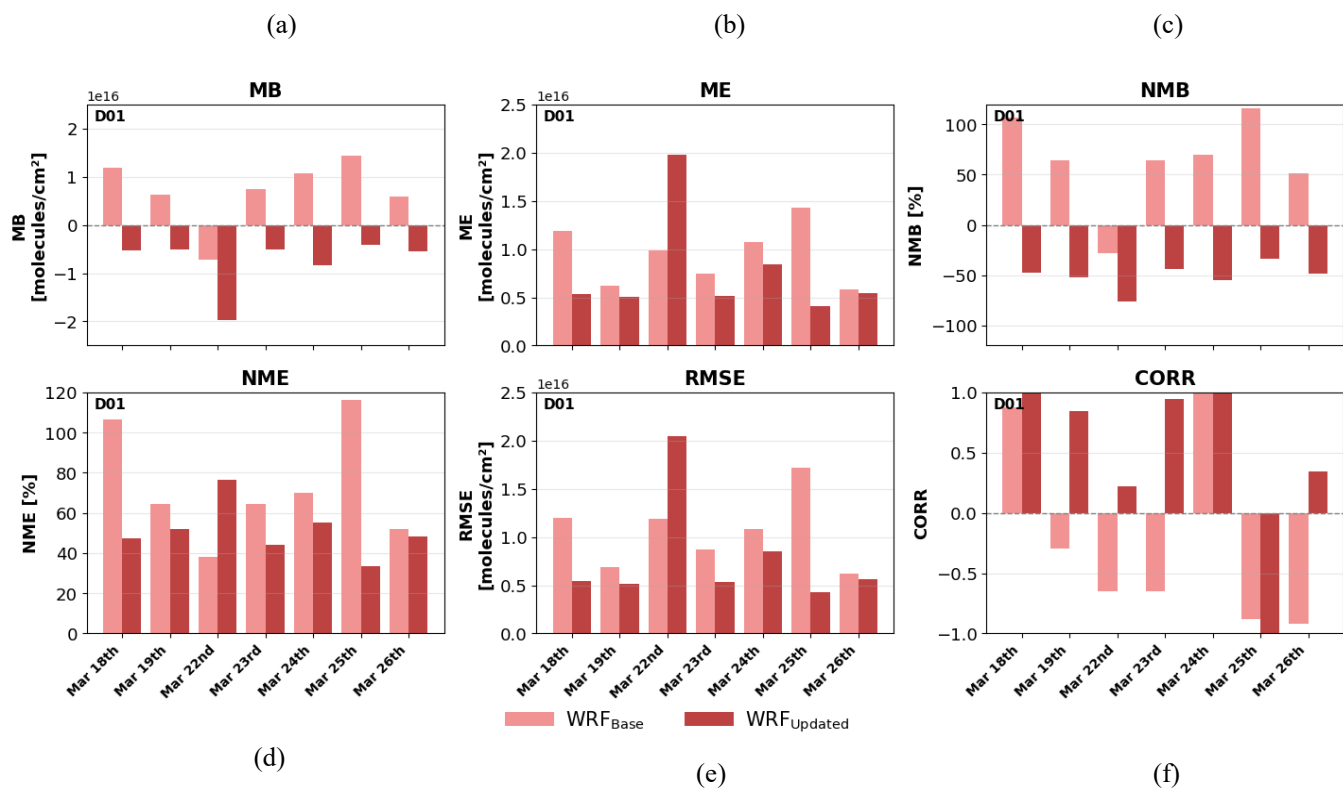 (a) (b) (c)
MB ME NMB
1e16 1e16
D01 D01 D01
MB
[molecules/cm²]
2
1
0
−1
−2
ME
[molecules/cm²]
2.5
2.0
1.5
1.0
0.5
0.0
NMB [%]
100
50
0
−50
−100
NME RMSE CORR
1e16
D01 D01 D01
NME [%]
120
100
80
60
40
20
0
RMSE
[molecules/cm²]
2.5
2.0
1.5
1.0
0.5
0.0
CORR
1.0
0.5
0.0
−0.5
−1.0
Mar 18th Mar 19th Mar 22nd Mar 23rd Mar 24th Mar 25th Mar 26th
Mar 18th Mar 19th Mar 22nd Mar 23rd Mar 24th Mar 25th Mar 26th
Mar 18th Mar 19th Mar 22nd Mar 23rd Mar 24th Mar 25th Mar 26th
WRF_Base WRF_Updated
(d) (e) (f)